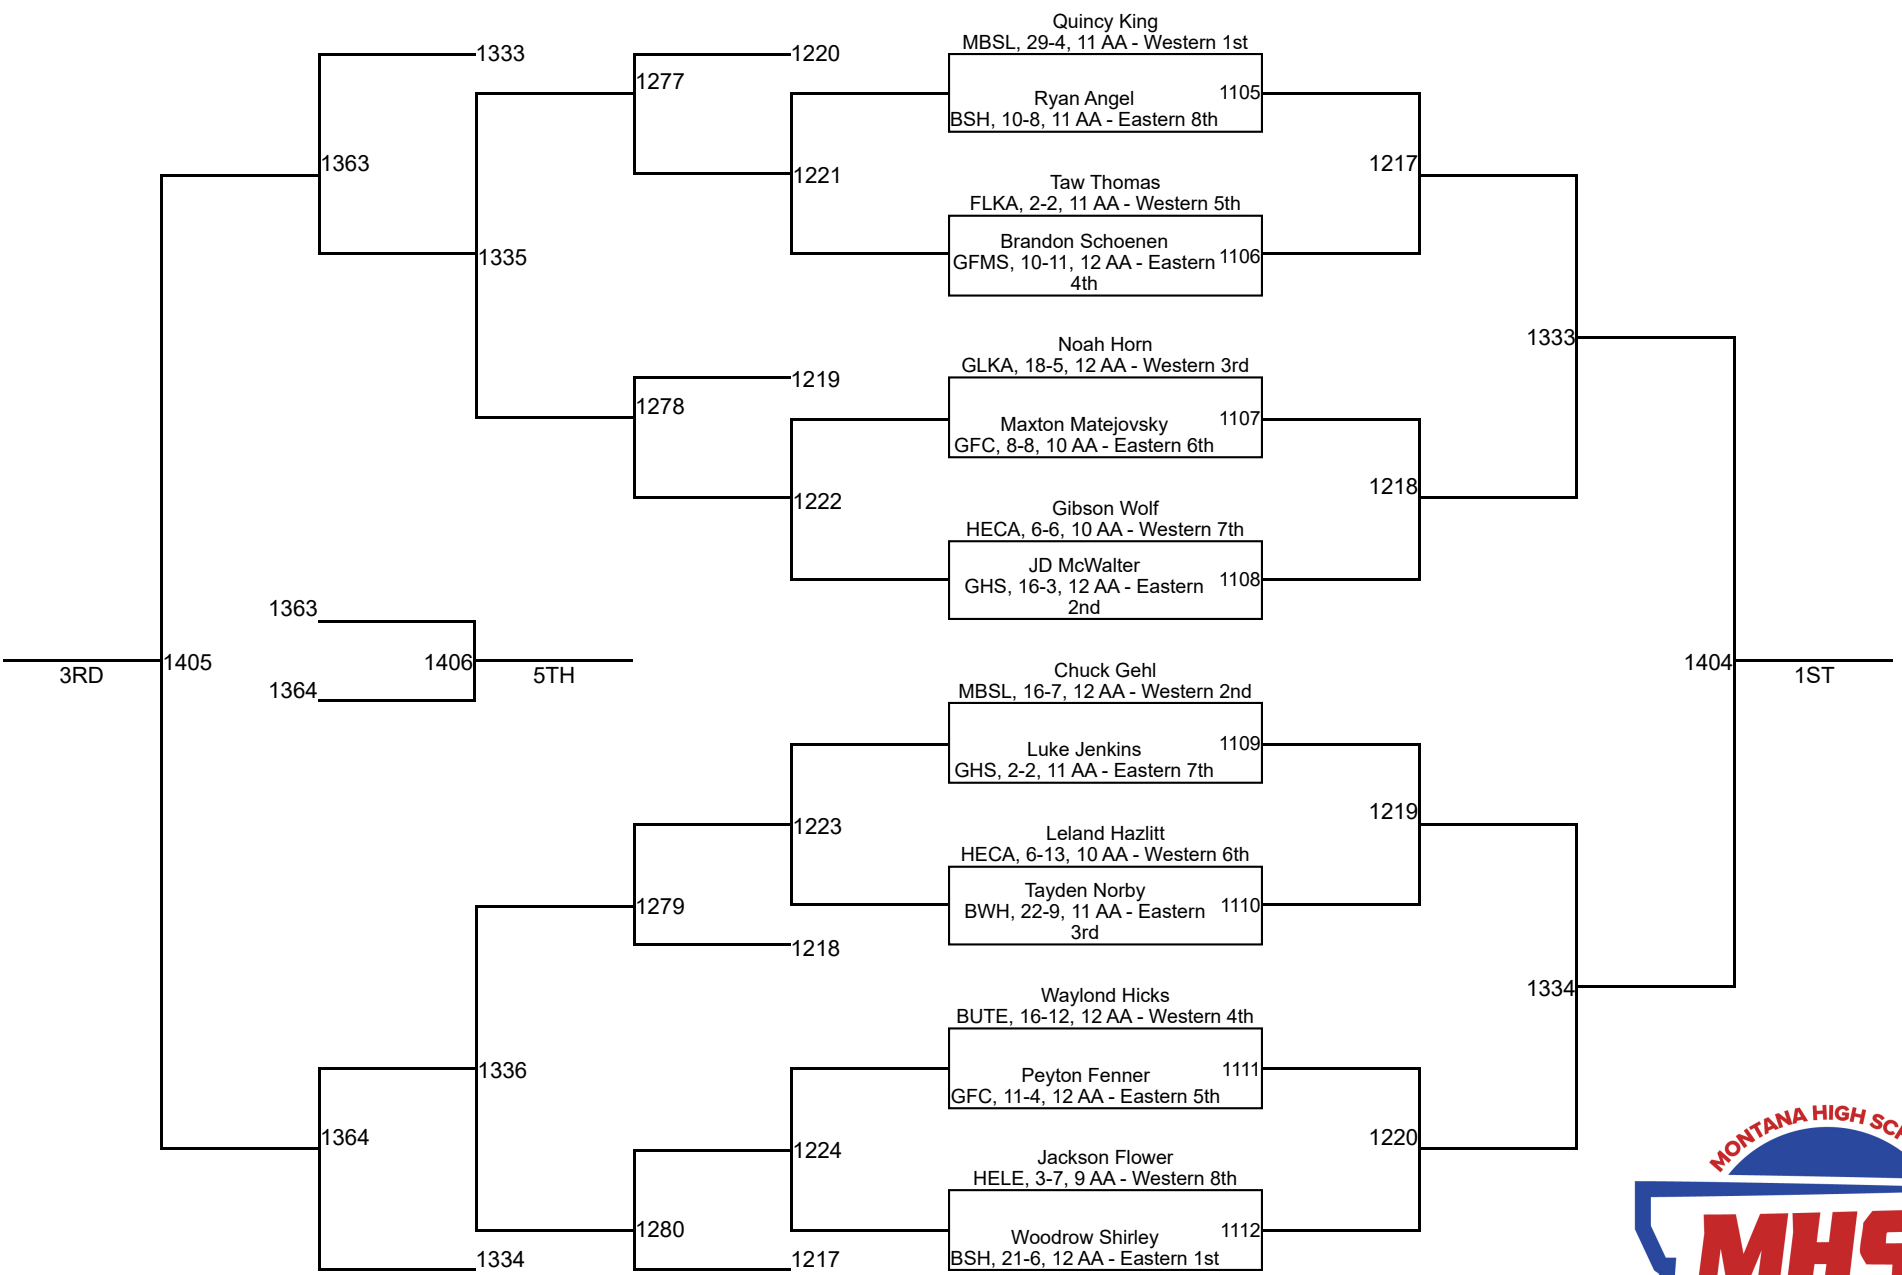 Quincy King
MBSL, 29-4, 11 AA - Western 1st
1333
1220
1277
Ryan Angel
BSH, 10-8, 11 AA - Eastern 8th
1105
1363
1221
1217
Taw Thomas
FLKA, 2-2, 11 AA - Western 5th
1335
Brandon Schoenen
GFMS, 10-11, 12 AA - Eastern
4th
1106
1333
Noah Horn
GLKA, 18-5, 12 AA - Western 3rd
1219
1278
Maxton Matejovsky
GFC, 8-8, 10 AA - Eastern 6th
1107
1222
1218
Gibson Wolf
HECA, 6-6, 10 AA - Western 7th
JD McWalter
GHS, 16-3, 12 AA - Eastern
2nd
1108
1363
3RD
1405
1406
5TH
1404
1ST
1364
Chuck Gehl
MBSL, 16-7, 12 AA - Western 2nd
Luke Jenkins
GHS, 2-2, 11 AA - Eastern 7th
1109
1223
1219
Leland Hazlitt
HECA, 6-13, 10 AA - Western 6th
1279
Tayden Norby
BWH, 22-9, 11 AA - Eastern
3rd
1110
1218
1334
Waylond Hicks
BUTE, 16-12, 12 AA - Western 4th
1336
Peyton Fenner
GFC, 11-4, 12 AA - Eastern 5th
1111
1364
1224
1220
Jackson Flower
HELE, 3-7, 9 AA - Western 8th
1280
Woodrow Shirley
BSH, 21-6, 12 AA - Eastern 1st
1112
1334
1217
MONTANA HIGH